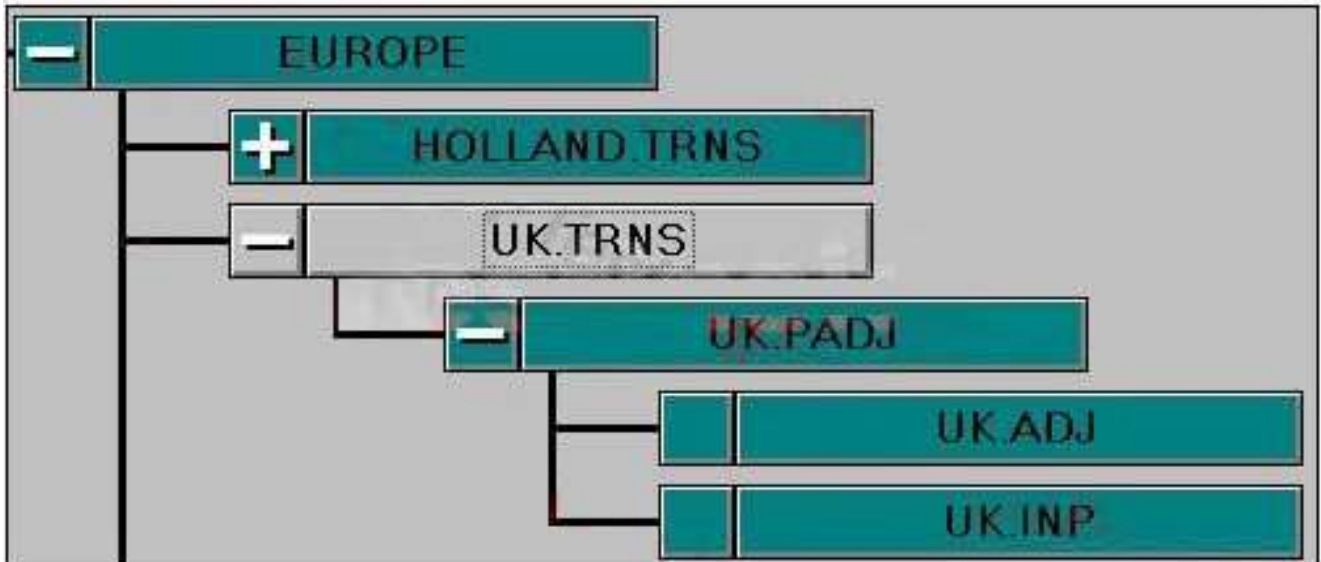 EUROPE
HOLLAND.TRNS
UK.TRNS
UK.PADJ
UK.ADJ
UK.INP